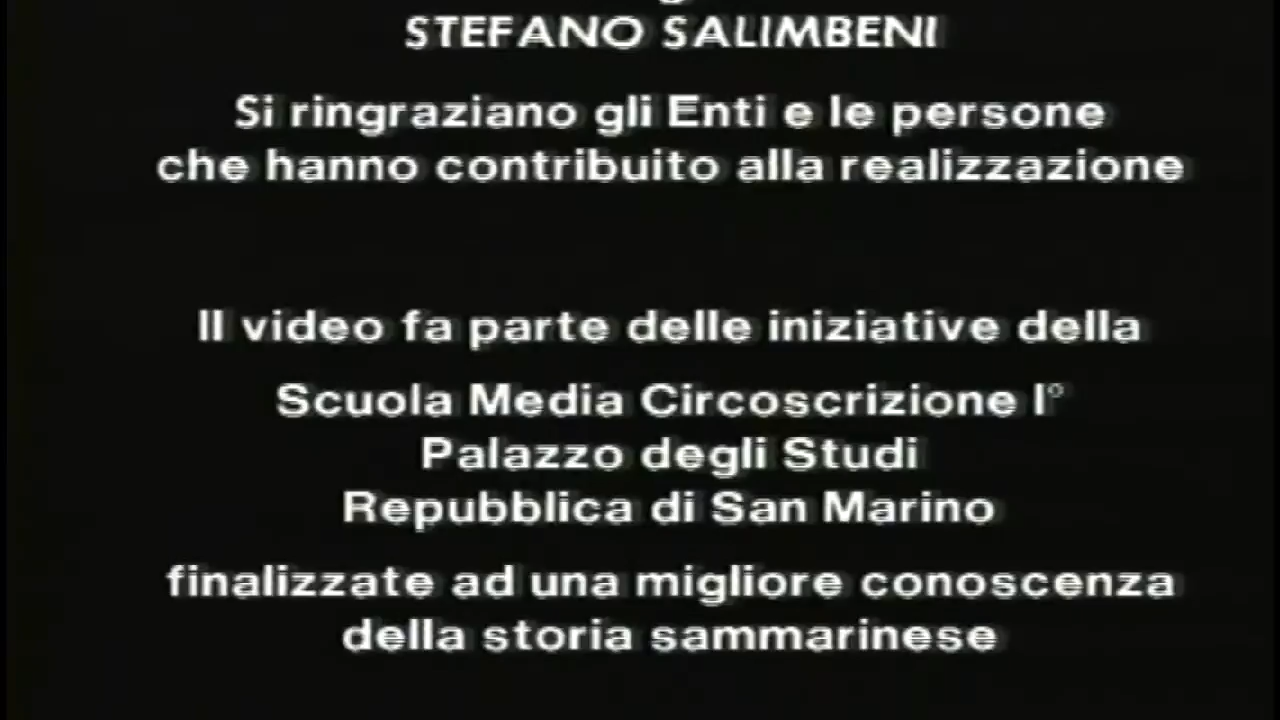 STEFANO SALIMBENI
Si ringraziano gli Enti e le persone
che hanno contribuito alla realizzazione
Il video fa parte delle iniziative della
Scuola Media Circoscrizione I°
Palazzo degli Studi
Repubblica di San Marino
finalizzate ad una migliore conoscenza
della storia sammarinese